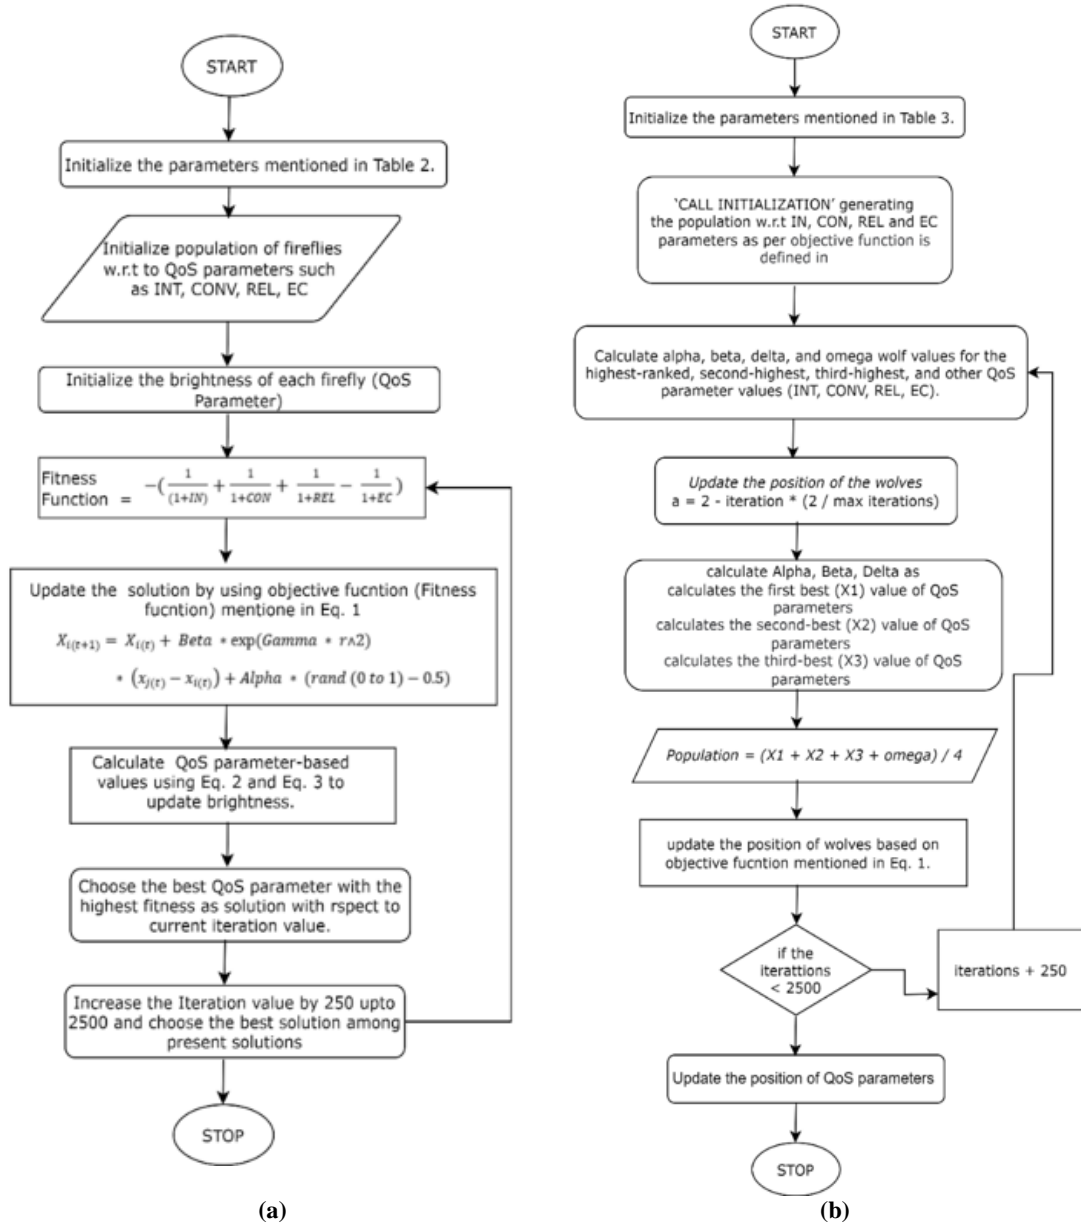 START
Initialize the parameters mentioned in Table 2.
Initialize population of fireflies
w.r.t to QoS parameters such
as INT, CONV, REL, EC
Initialize the brightness of each firefly (QoS
Parameter)
Fitness
Function = −(1/(1+IN) + 1/1+CON + 1/1+REL − 1/1+EC)
Update the solution by using objective fucntion (Fitness
fucntion) mentione in Eq. 1
X_i(t+1) = X_i(t) + Beta * exp(Gamma * r^2)
* (x_j(t) − x_i(t)) + Alpha * (rand (0 to 1) − 0.5)
Calculate QoS parameter-based
values using Eq. 2 and Eq. 3 to
update brightness.
Choose the best QoS parameter with the
highest fitness as solution with rspect to
current iteration value.
Increase the Iteration value by 250 upto
2500 and choose the best solution among
present solutions
STOP
(a)
START
Initialize the parameters mentioned in Table 3.
'CALL INITIALIZATION' generating
the population w.r.t IN, CON, REL and EC
parameters as per objective function is
defined in
Calculate alpha, beta, delta, and omega wolf values for the
highest-ranked, second-highest, third-highest, and other QoS
parameter values (INT, CONV, REL, EC).
Update the position of the wolves
a = 2 - iteration * (2 / max iterations)
calculate Alpha, Beta, Delta as
calculates the first best (X1) value of QoS
parameters
calculates the second-best (X2) value of QoS
parameters
calculates the third-best (X3) value of QoS
parameters
Population = (X1 + X2 + X3 + omega) / 4
update the position of wolves based on
objective fucntion mentioned in Eq. 1.
if the
iterattions
< 2500
iterations + 250
Update the position of QoS parameters
STOP
(b)